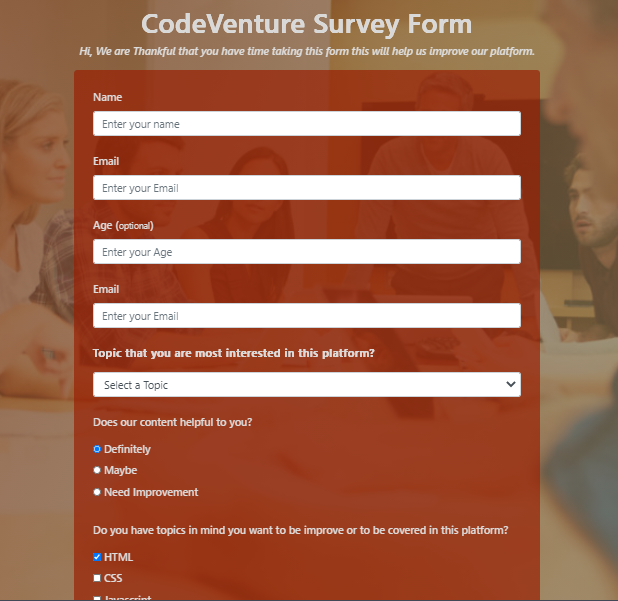 CodeVenture Survey Form
Hi, We are Thankful that you have time taking this form this will help us improve our platform.
Name
Enter your name
Email
Enter your Email
Age (optional)
Enter your Age
Email
Enter your Email
Topic that you are most interested in this platform?
Select a Topic
Does our content helpful to you?
Definitely
Maybe
Need Improvement
Do you have topics in mind you want to be improve or to be covered in this platform?
HTML
CSS
Javascript